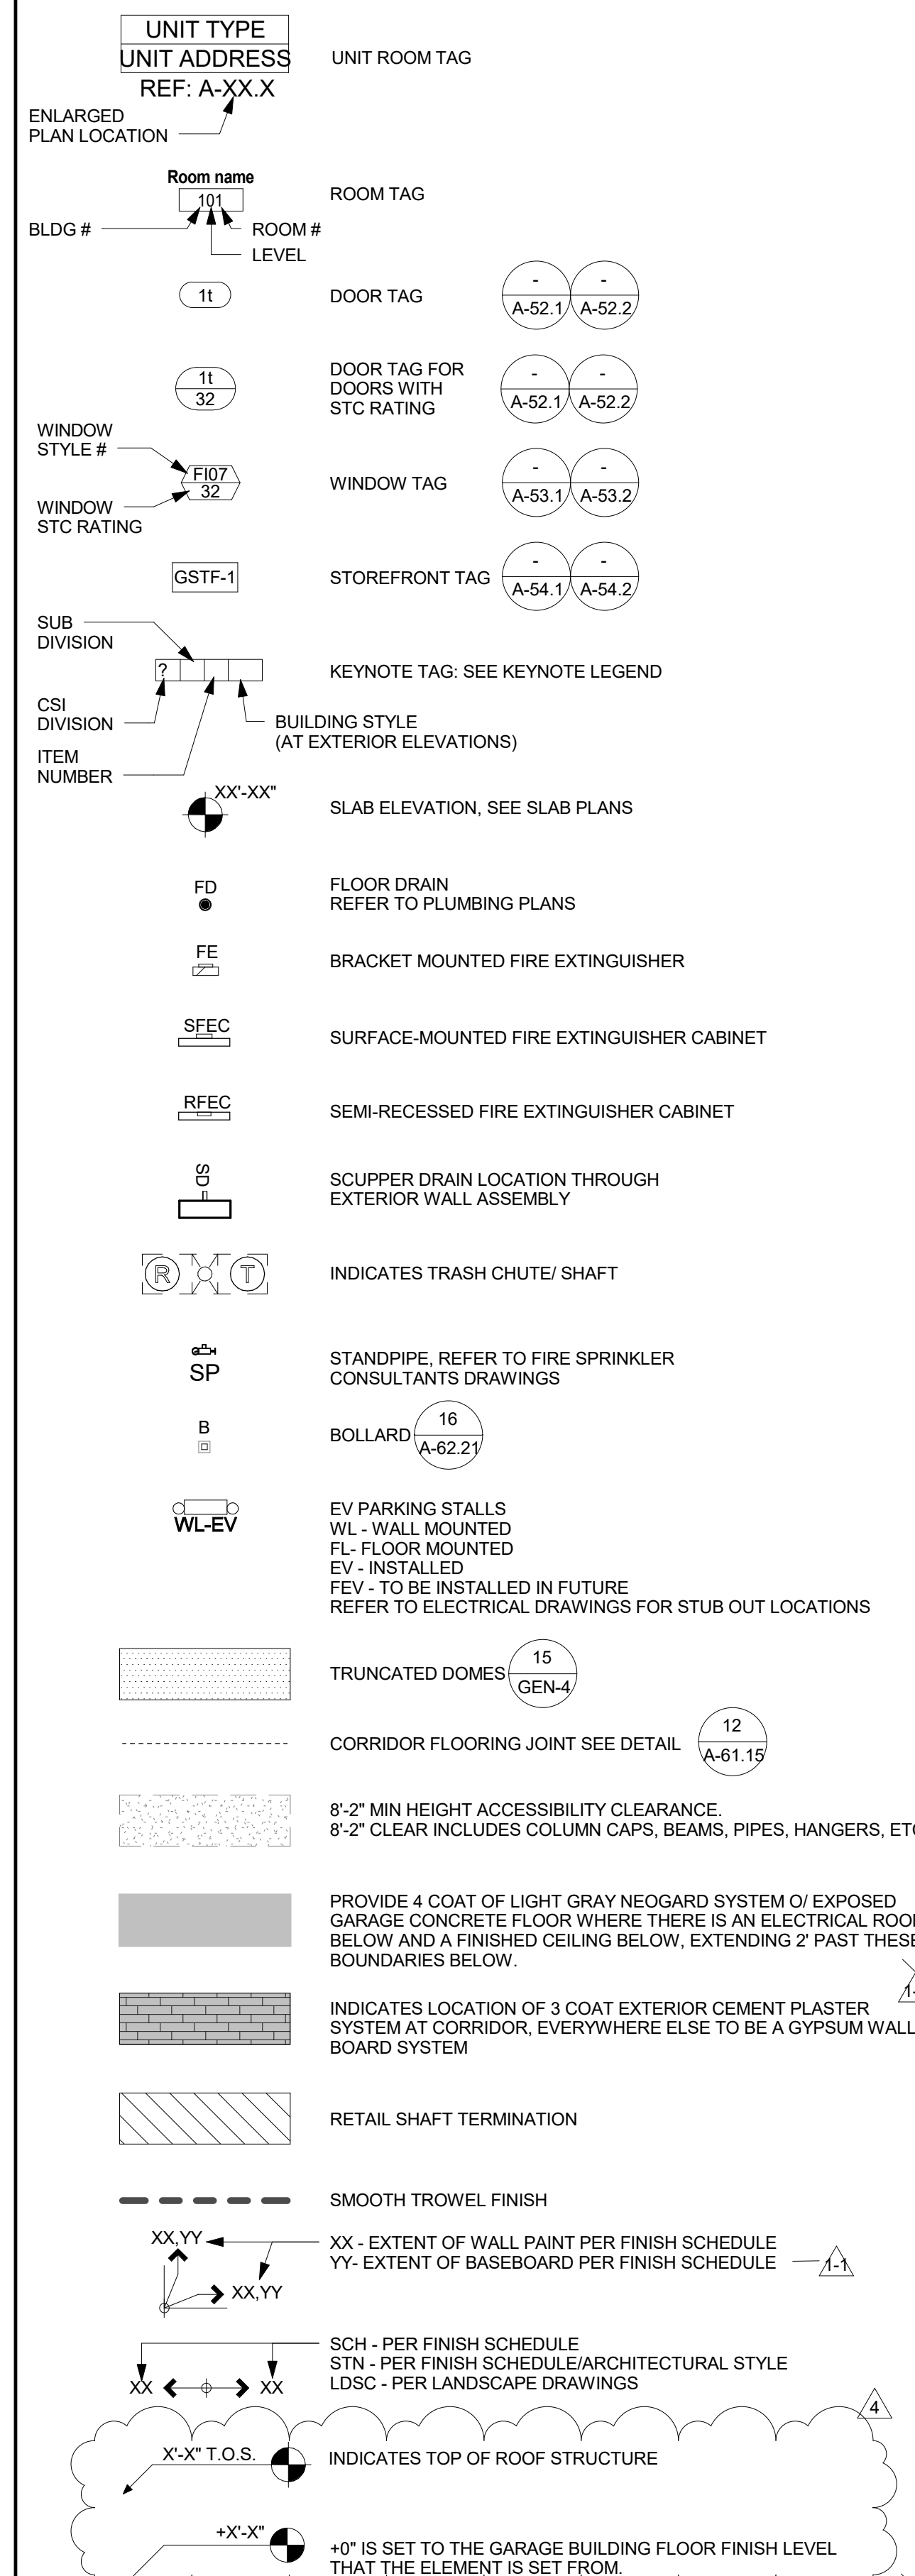 UNIT TYPE
UNIT ADDRESS
REF: A-XX.X
UNIT ROOM TAG
ENLARGED
PLAN LOCATION
Room name
101
ROOM TAG
BLDG #
ROOM #
LEVEL
1t
DOOR TAG
-
A-52.1
-
A-52.2
1t
32
DOOR TAG FOR
DOORS WITH
STC RATING
-
A-52.1
-
A-52.2
WINDOW
STYLE #
FI07
32
WINDOW
STC RATING
WINDOW TAG
-
A-53.1
-
A-53.2
GSTF-1
STOREFRONT TAG
-
A-54.1
-
A-54.2
SUB
DIVISION
?
KEYNOTE TAG: SEE KEYNOTE LEGEND
CSI
DIVISION
BUILDING STYLE
(AT EXTERIOR ELEVATIONS)
ITEM
NUMBER
XX'-XX"
SLAB ELEVATION, SEE SLAB PLANS
FD
FLOOR DRAIN
REFER TO PLUMBING PLANS
FE
BRACKET MOUNTED FIRE EXTINGUISHER
SFEC
SURFACE-MOUNTED FIRE EXTINGUISHER CABINET
RFEC
SEMI-RECESSED FIRE EXTINGUISHER CABINET
SD
SCUPPER DRAIN LOCATION THROUGH
EXTERIOR WALL ASSEMBLY
R
T
INDICATES TRASH CHUTE/ SHAFT
SP
STANDPIPE, REFER TO FIRE SPRINKLER
CONSULTANTS DRAWINGS
B
BOLLARD
16
A-62.21
WL-EV
EV PARKING STALLS
WL - WALL MOUNTED
FL- FLOOR MOUNTED
EV - INSTALLED
FEV - TO BE INSTALLED IN FUTURE
REFER TO ELECTRICAL DRAWINGS FOR STUB OUT LOCATIONS
TRUNCATED DOMES
15
GEN-4
CORRIDOR FLOORING JOINT SEE DETAIL
12
A-61.15
8'-2" MIN HEIGHT ACCESSIBILITY CLEARANCE.
8'-2" CLEAR INCLUDES COLUMN CAPS, BEAMS, PIPES, HANGERS,
PROVIDE 4 COAT OF LIGHT GRAY NEOGARD SYSTEM O/ EXPOSED
GARAGE CONCRETE FLOOR WHERE THERE IS AN ELECTRICAL
BELOW AND A FINISHED CEILING BELOW, EXTENDING 2' PAST THESE
BOUNDARIES BELOW.
INDICATES LOCATION OF 3 COAT EXTERIOR CEMENT PLASTER
SYSTEM AT CORRIDOR, EVERYWHERE ELSE TO BE A GYPSUM WALL
BOARD SYSTEM
RETAIL SHAFT TERMINATION
SMOOTH TROWEL FINISH
XX,YY
XX,YY
XX - EXTENT OF WALL PAINT PER FINISH SCHEDULE
YY- EXTENT OF BASEBOARD PER FINISH SCHEDULE
1-1
SCH - PER FINISH SCHEDULE
STN - PER FINISH SCHEDULE/ARCHITECTURAL STYLE
LDSC - PER LANDSCAPE DRAWINGS
XX
XX
4
X'-X" T.O.S.
INDICATES TOP OF ROOF STRUCTURE
+X'-X"
+0" IS SET TO THE GARAGE BUILDING FLOOR FINISH LEVEL
THAT THE ELEMENT IS SET FROM.